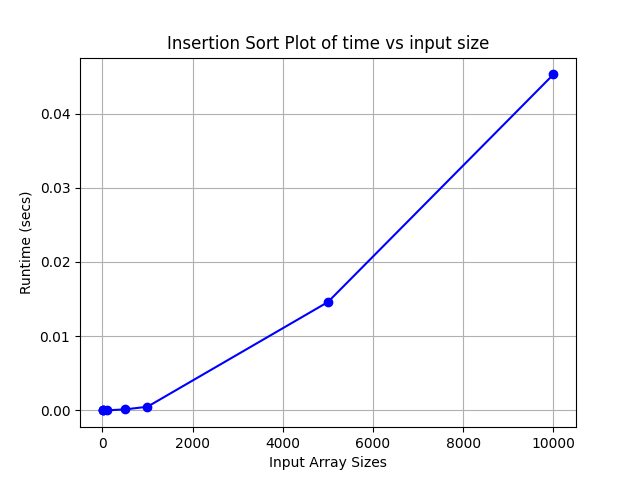 Insertion Sort Plot of time vs input size
0.04
0.03
0.02
0.01
0.00
Runtime (secs)
0 2000 4000 6000 8000 10000
Input Array Sizes